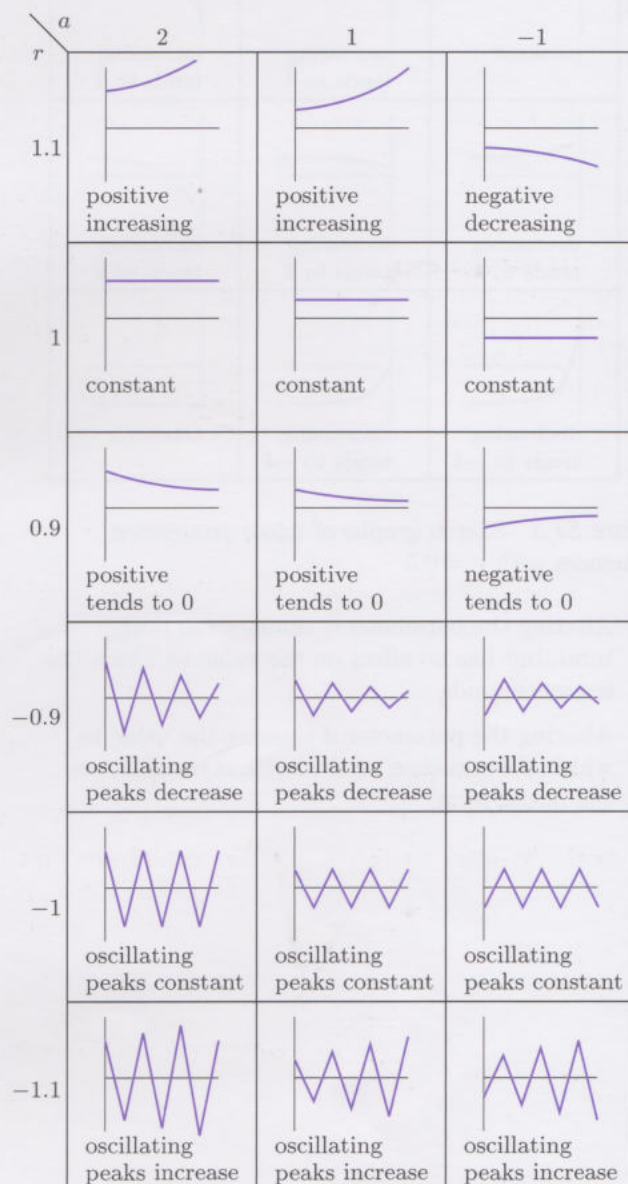 a
2 1 −1
r
1.1
positive positive negative
increasing increasing decreasing
1
constant constant constant
0.9
positive positive negative
tends to 0 tends to 0 tends to 0
−0.9
oscillating oscillating oscillating
peaks decrease peaks decrease peaks decrease
−1
oscillating oscillating oscillating
peaks constant peaks constant peaks constant
−1.1
oscillating oscillating oscillating
peaks increase peaks increase peaks increase